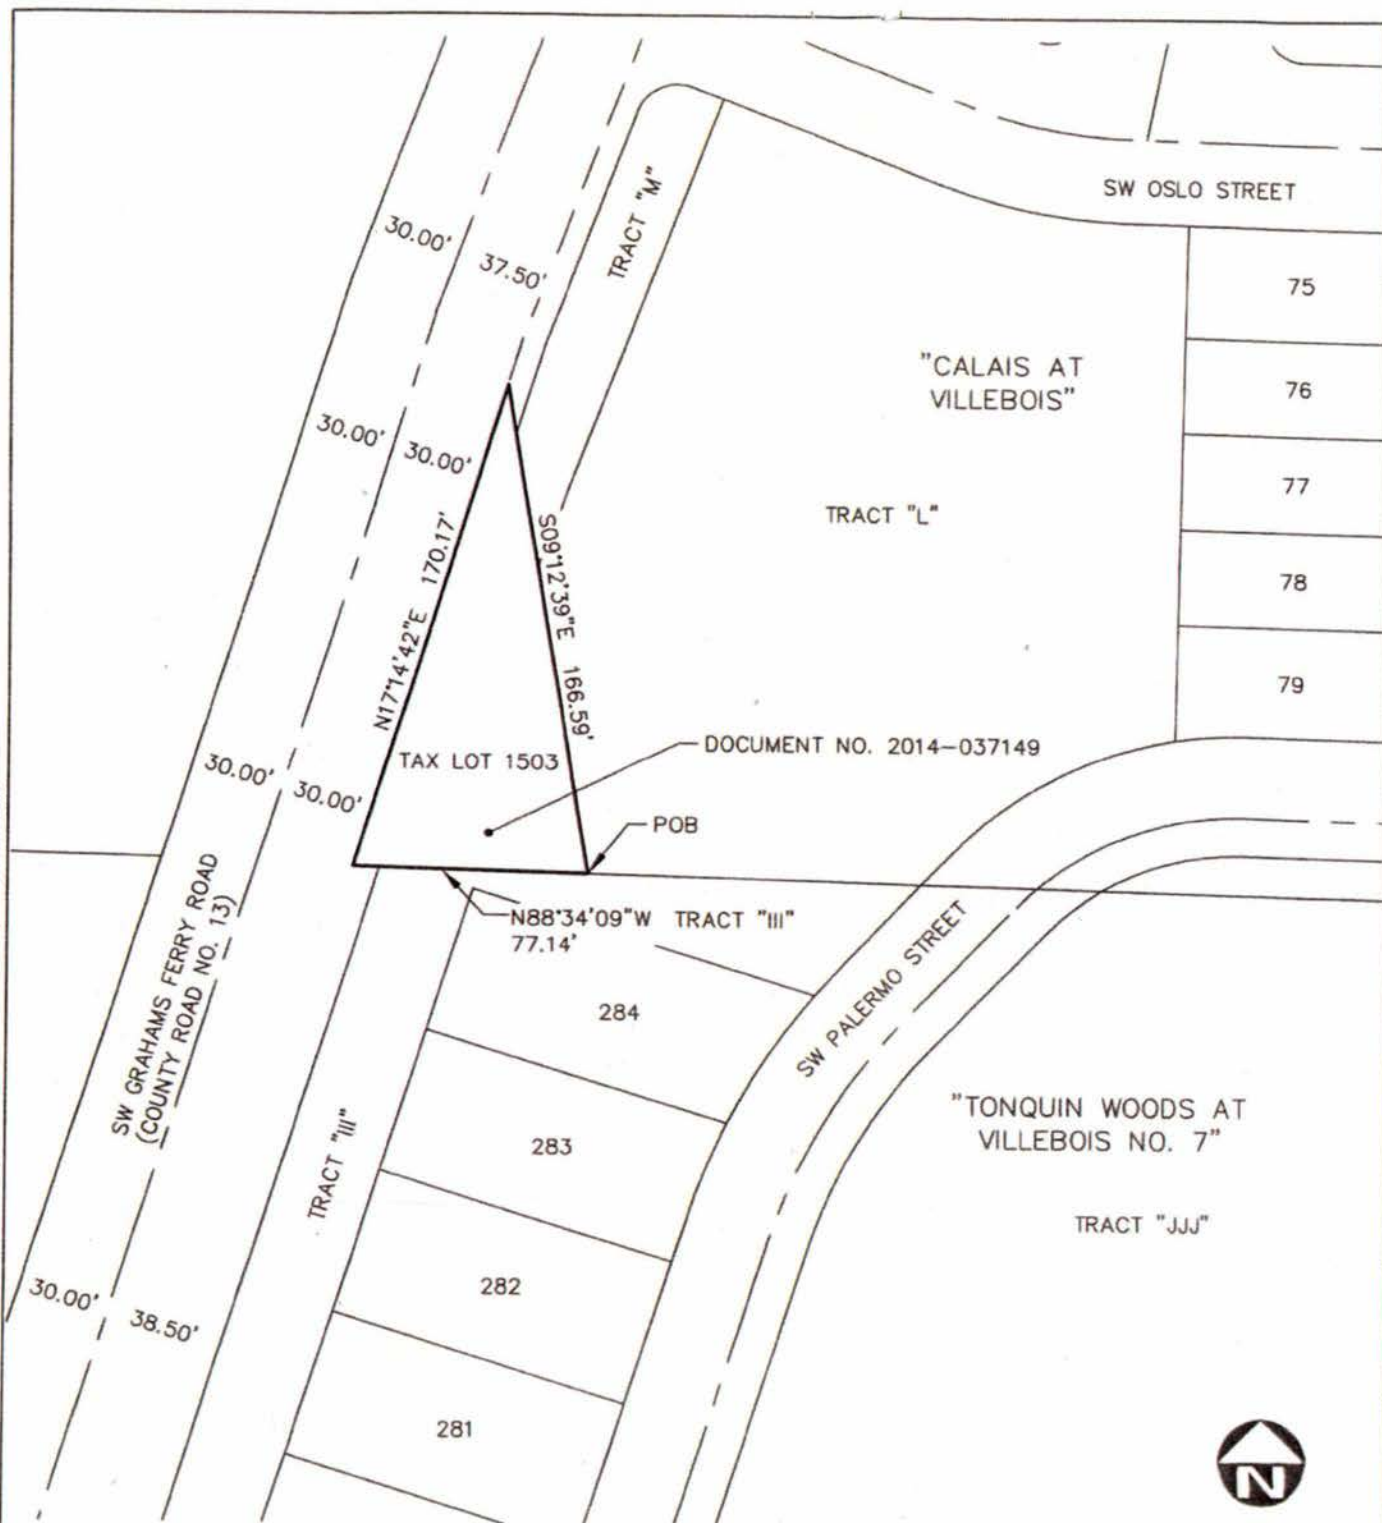 SW OSLO STREET
TRACT "M"
30.00'
37.50'
75
"CALAIS AT
VILLEBOIS"
76
30.00'
30.00'
77
TRACT "L"
N17°14'42"E 170.17'
S09°12'39"E 166.59'
78
79
DOCUMENT NO. 2014-037149
TAX LOT 1503
30.00'
30.00'
POB
N88°34'09"W TRACT "III"
77.14'
SW GRAHAMS FERRY ROAD
(COUNTY ROAD NO. 13)
SW PALERMO STREET
284
"TONQUIN WOODS AT
VILLEBOIS NO. 7"
283
TRACT "III"
TRACT "JJJ"
282
30.00'
38.50'
281
N